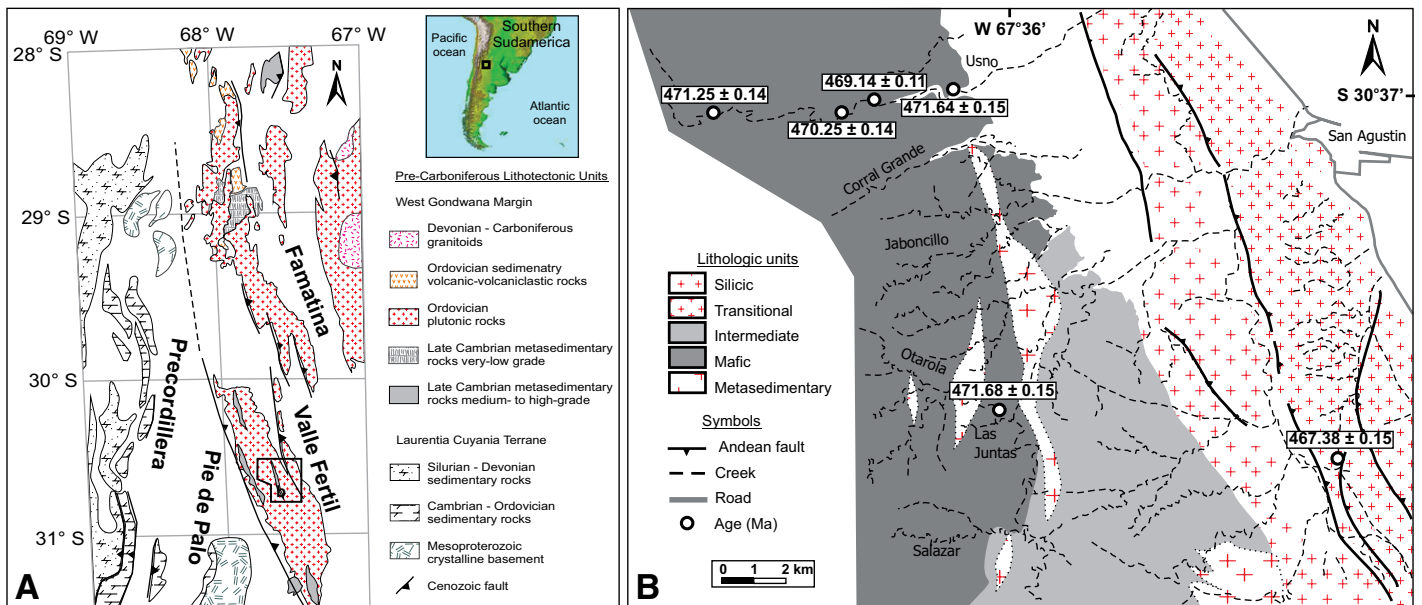 69° W
68° W
67° W
28° S
29° S
30° S
31° S
N
Precordillera
Pie de Palo
Famatina
Valle Fertil
A
Southern
Sudamerica
Pacific
ocean
Atlantic
ocean
Pre-Carboniferous Lithotectonic Units
West Gondwana Margin
Devonian - Carboniferous
granitoids
Ordovician sedimenatry
volcanic-volcaniclastic rocks
Ordovician
plutonic rocks
Late Cambrian metasedimentary
rocks very-low grade
Late Cambrian metasedimentary
rocks medium- to high-grade
Laurentia Cuyania Terrane
Silurian - Devonian
sedimentary rocks
Cambrian - Ordovician
sedimentary rocks
Mesoproterozoic
crystalline basement
Cenozoic fault
W 67°36’
N
S 30°37’
Usno
San Agustin
471.25 ± 0.14
469.14 ± 0.11
470.25 ± 0.14
471.64 ± 0.15
Corral Grande
Jaboncillo
Otarola
471.68 ± 0.15
Las
Juntas
467.38 ± 0.15
Salazar
Lithologic units
Silicic
Transitional
Intermediate
Mafic
Metasedimentary
Symbols
Andean fault
Creek
Road
Age (Ma)
0 1 2 km
B